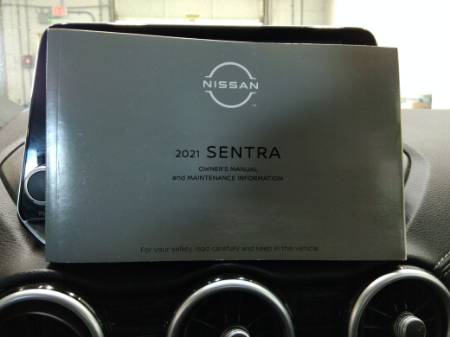 NISSAN
2021 SENTRA
OWNER'S MANUAL
and MAINTENANCE INFORMATION
For your safety, read carefully and keep in this vehicle.